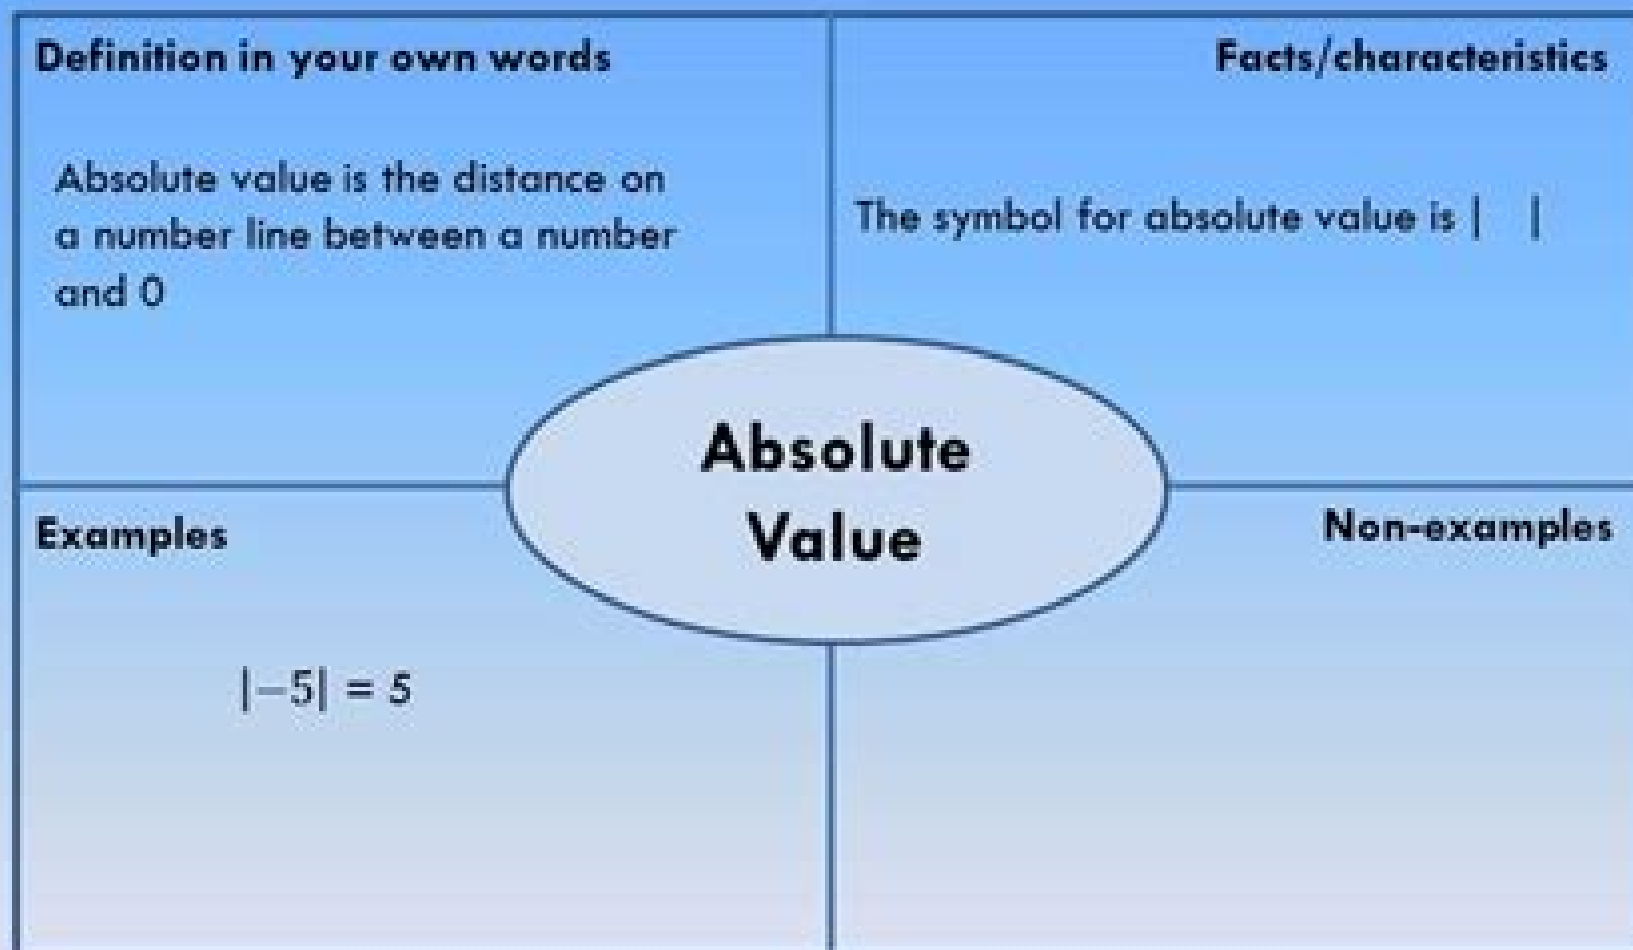 Definition in your own words
Absolute value is the distance on
a number line between a number
and 0
Facts/characteristics
The symbol for absolute value is |   |
Absolute
Value
Examples
|−5| = 5
Non-examples